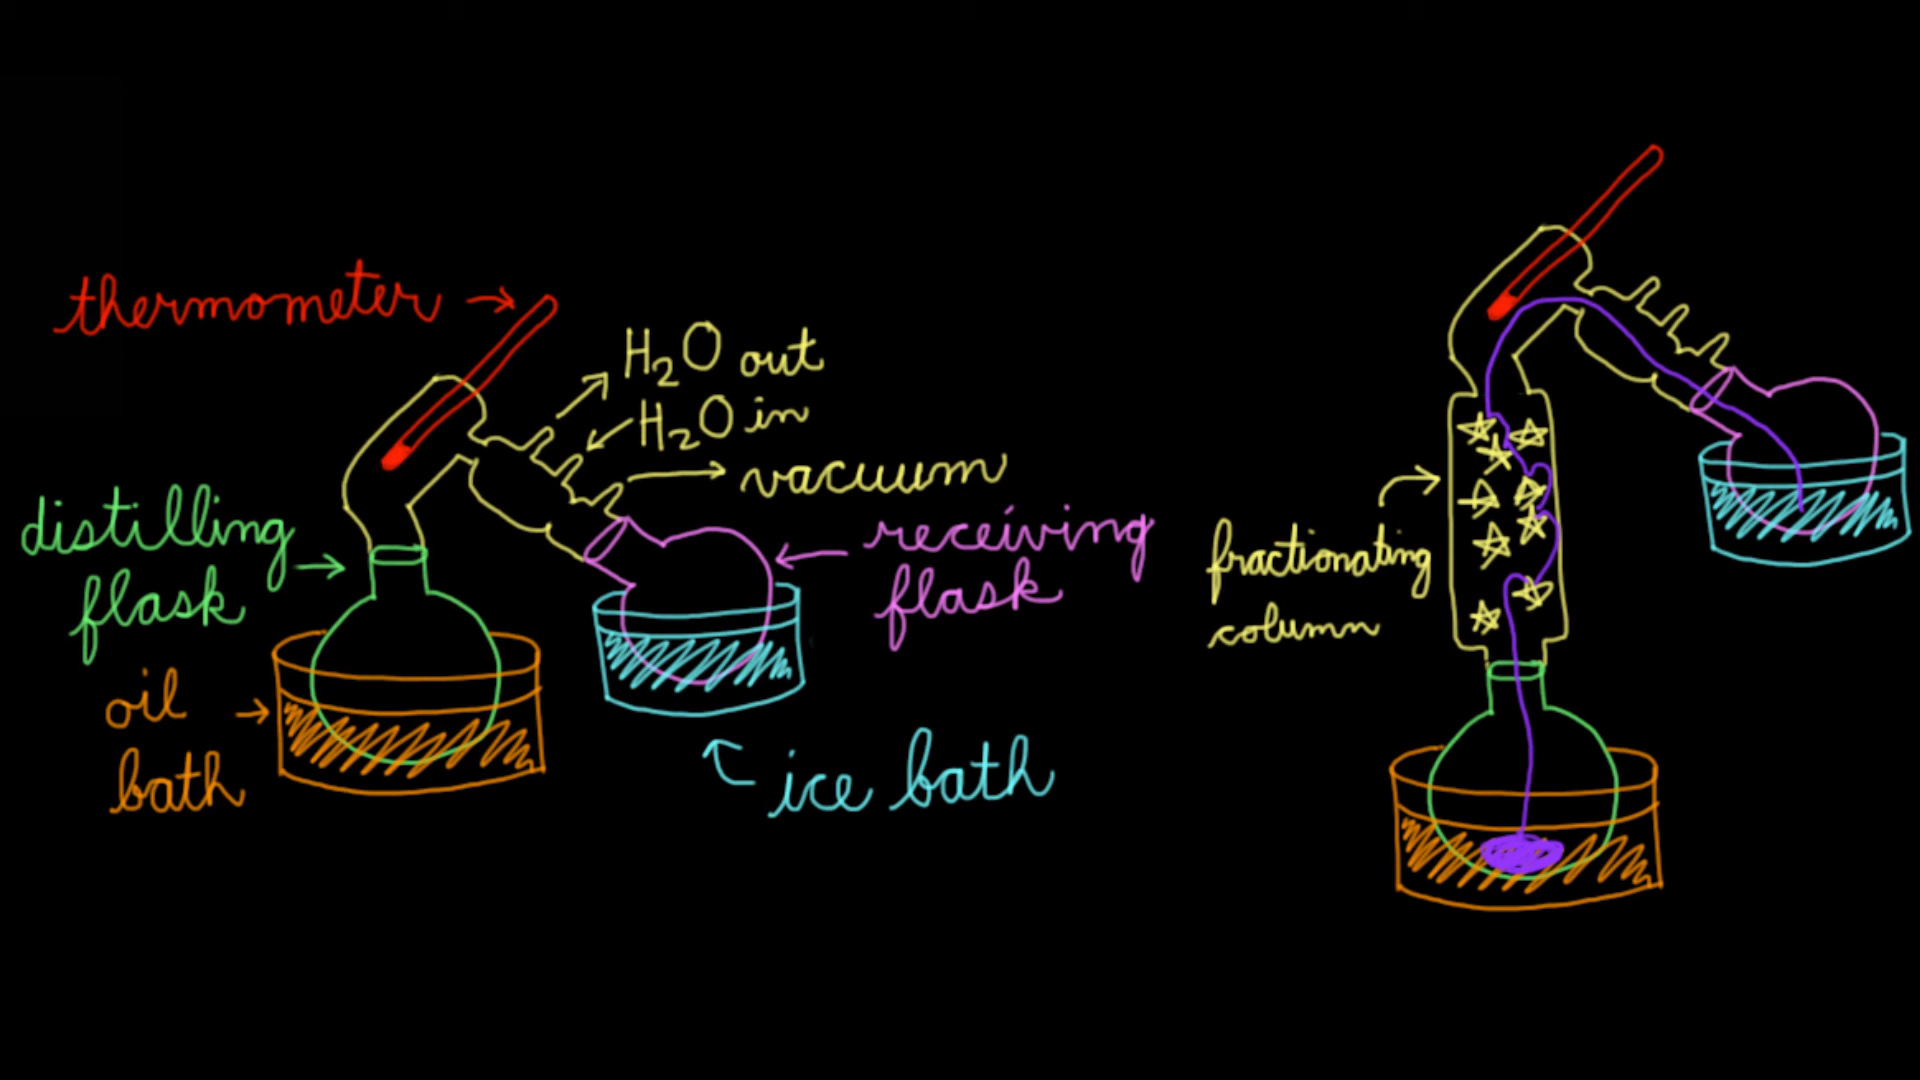 thermometer
H₂O out
H₂O in
vacuum
distilling
flask
receiving
flask
oil
bath
ice bath
fractionating
column